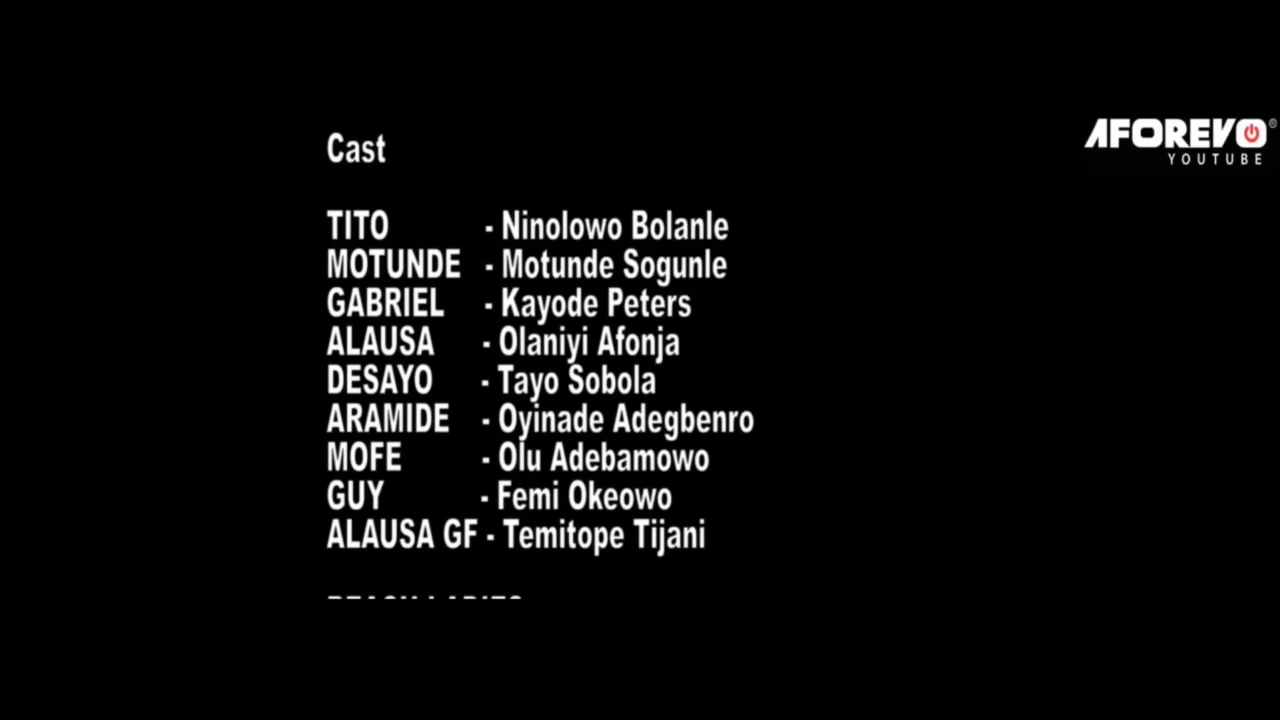 AFOREVO®
YOUTUBE
Cast
TITO - Ninolowo Bolanle
MOTUNDE - Motunde Sogunle
GABRIEL - Kayode Peters
ALAUSA - Olaniyi Afonja
DESAYO - Tayo Sobola
ARAMIDE - Oyinade Adegbenro
MOFE - Olu Adebamowo
GUY - Femi Okeowo
ALAUSA GF - Temitope Tijani